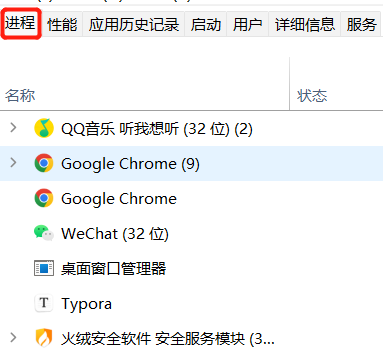 进程 性能 应用历史记录 启动 用户 详细信息 服务
名称 状态
QQ音乐 听我想听 (32 位) (2)
Google Chrome (9)
Google Chrome
WeChat (32 位)
桌面窗口管理器
T Typora
火绒安全软件 安全服务模块 (3...